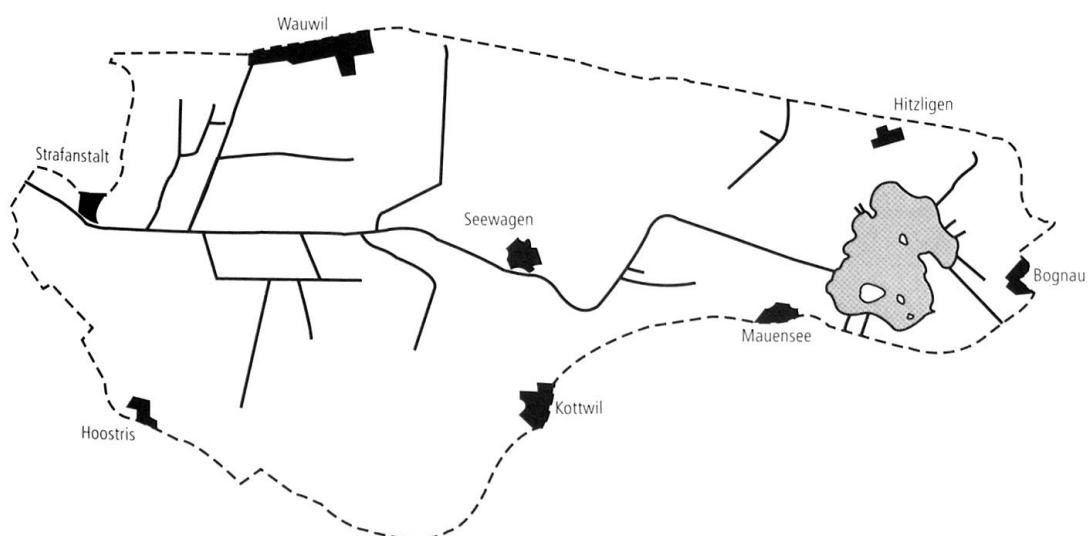 Wauwil
Hitzligen
Strafanstalt
Seewagen
Bognau
Mauensee
Kottwil
Hoostris